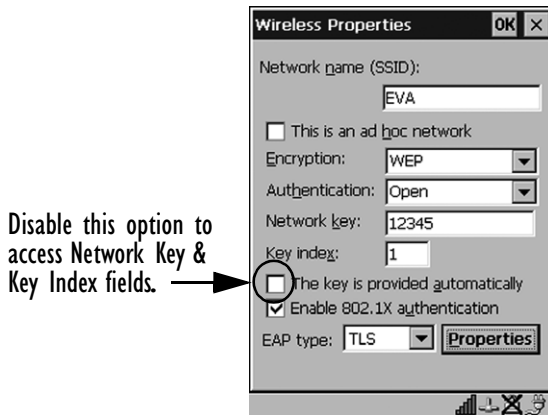 Wireless Properties OK ×
Network name (SSID):
EVA
This is an ad hoc network
Encryption: WEP
Authentication: Open
Network key: 12345
Key index: 1
Disable this option to
access Network Key &
Key Index fields.
The key is provided automatically
Enable 802.1X authentication
EAP type: TLS Properties